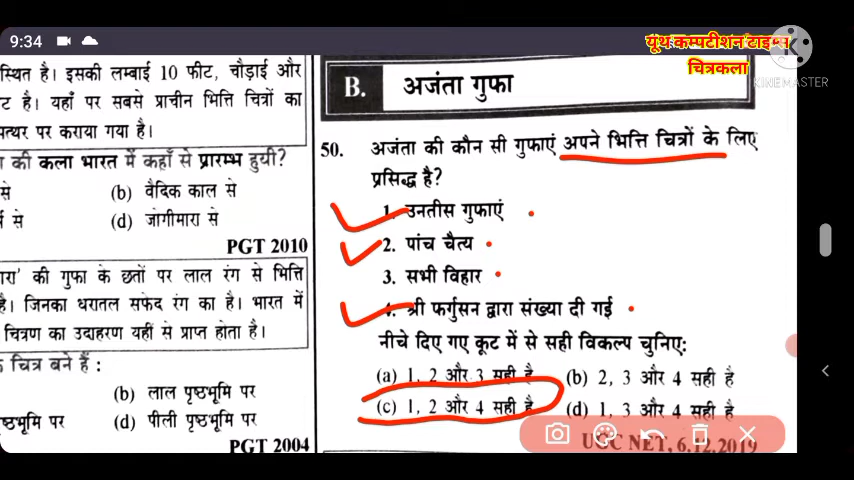 9:34
यूथ कम्पटीशन टाइम्स
चित्रकला
KINEMASTER
स्थित है। इसकी लम्बाई 10 फीट, चौड़ाई और
ट है। यहाँ पर सबसे प्राचीन भित्ति चित्रों का
पत्थर पर कराया गया है।
की कला भारत में कहाँ से प्रारम्भ हुयी?
से (b) वैदिक काल से
से (d) जोगीमारा से
PGT 2010
की गुफा के छतों पर लाल रंग से भित्ति
है। जिनका धरातल सफेद रंग का है। भारत में
चित्रण का उदाहरण यहीं से प्राप्त होता है।
चित्र बने हैं :
(b) लाल पृष्ठभूमि पर
ष्ठभूमि पर (d) पीली पृष्ठभूमि पर
PGT 2004
B. अजंता गुफा
50. अजंता की कौन सी गुफाएं अपने भित्ति चित्रों के लिए
प्रसिद्ध है?
1. उनतीस गुफाएं
2. पांच चैत्य
3. सभी विहार
4. श्री फर्गुसन द्वारा संख्या दी गई
नीचे दिए गए कूट में से सही विकल्प चुनिए:
(a) 1, 2 और 3 सही है (b) 2, 3 और 4 सही है
(c) 1, 2 और 4 सही है (d) 1, 3 और 4 सही है
UGC NET, 6.12.2019